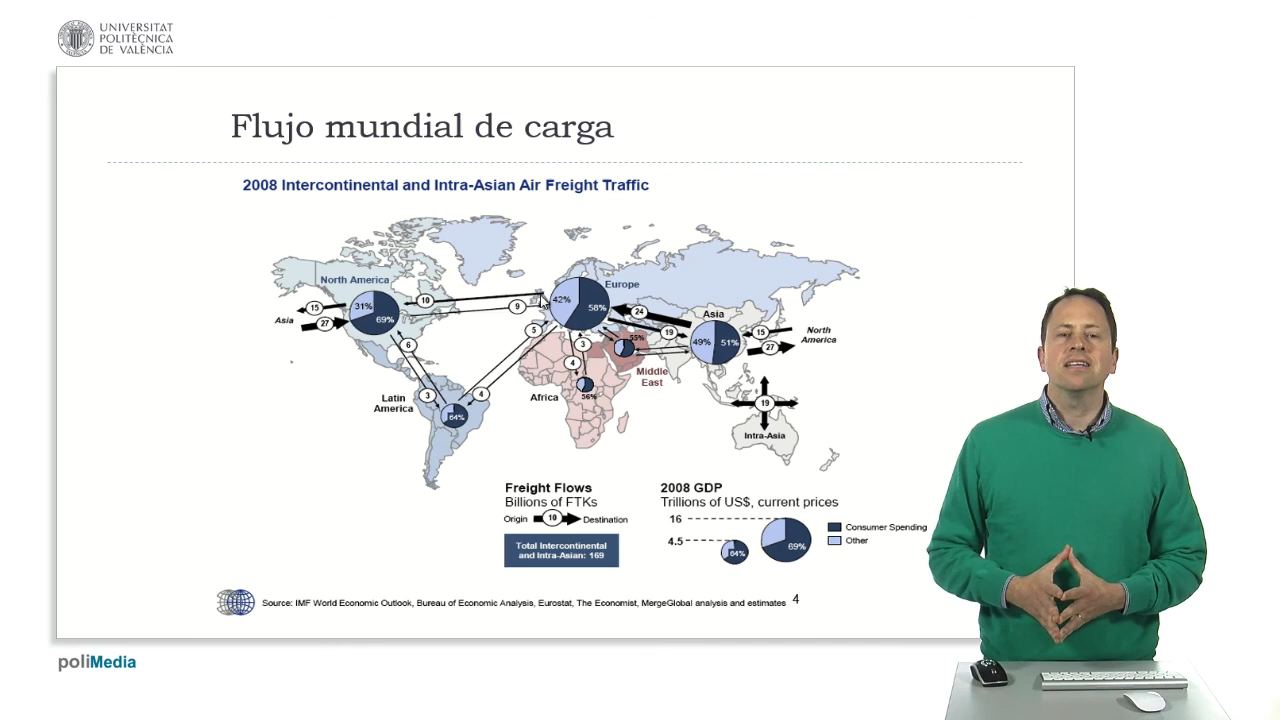 UNIVERSITAT
POLITÈCNICA
DE VALÈNCIA
Flujo mundial de carga
2008 Intercontinental and Intra-Asian Air Freight Traffic
North America
31%
69%
Asia
15
27
10
9
Europe
42%
58%
24
19
Asia
49%
51%
15
27
North
America
55%
Middle
East
5
3
4
Africa
56%
6
3
4
Latin
America
64%
19
Intra-Asia
Freight Flows
Billions of FTKs
Origin 10 Destination
Total Intercontinental
and Intra-Asian: 169
2008 GDP
Trillions of US$, current prices
16
4.5
64%
69%
Consumer Spending
Other
Source: IMF World Economic Outlook, Bureau of Economic Analysis, Eurostat, The Economist, MergeGlobal analysis and estimates
4
poliMedia